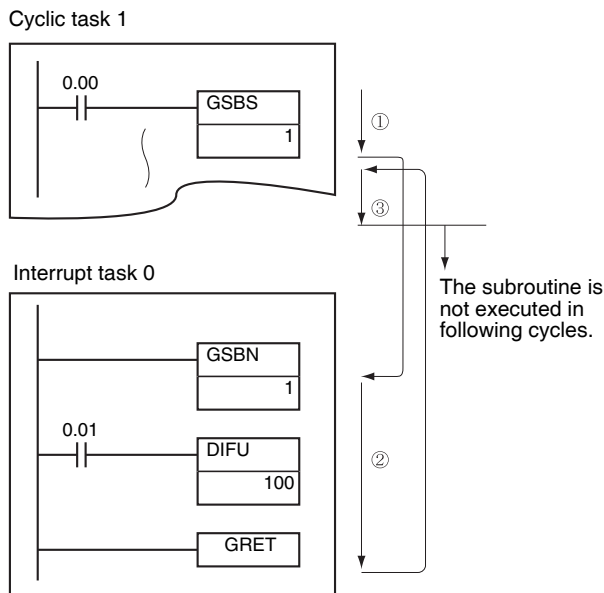 Cyclic task 1
0.00
GSBS
1
①
③
The subroutine is
not executed in
following cycles.
Interrupt task 0
GSBN
1
0.01
DIFU
100
②
GRET